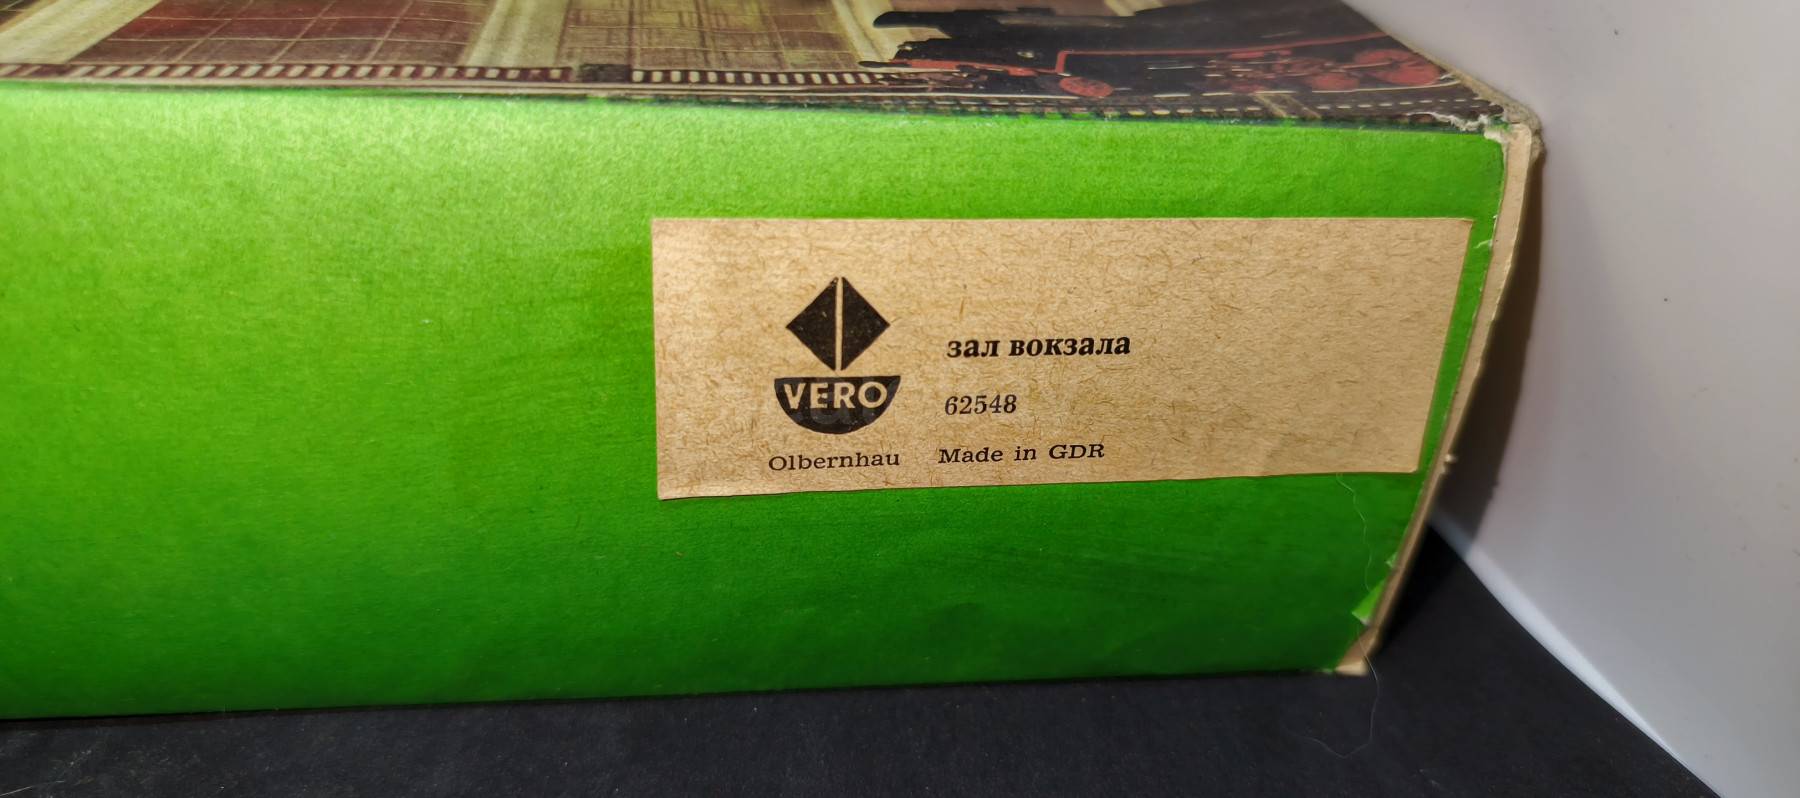 VERO
Olbernhau
зал вокзала
62548
Made in GDR